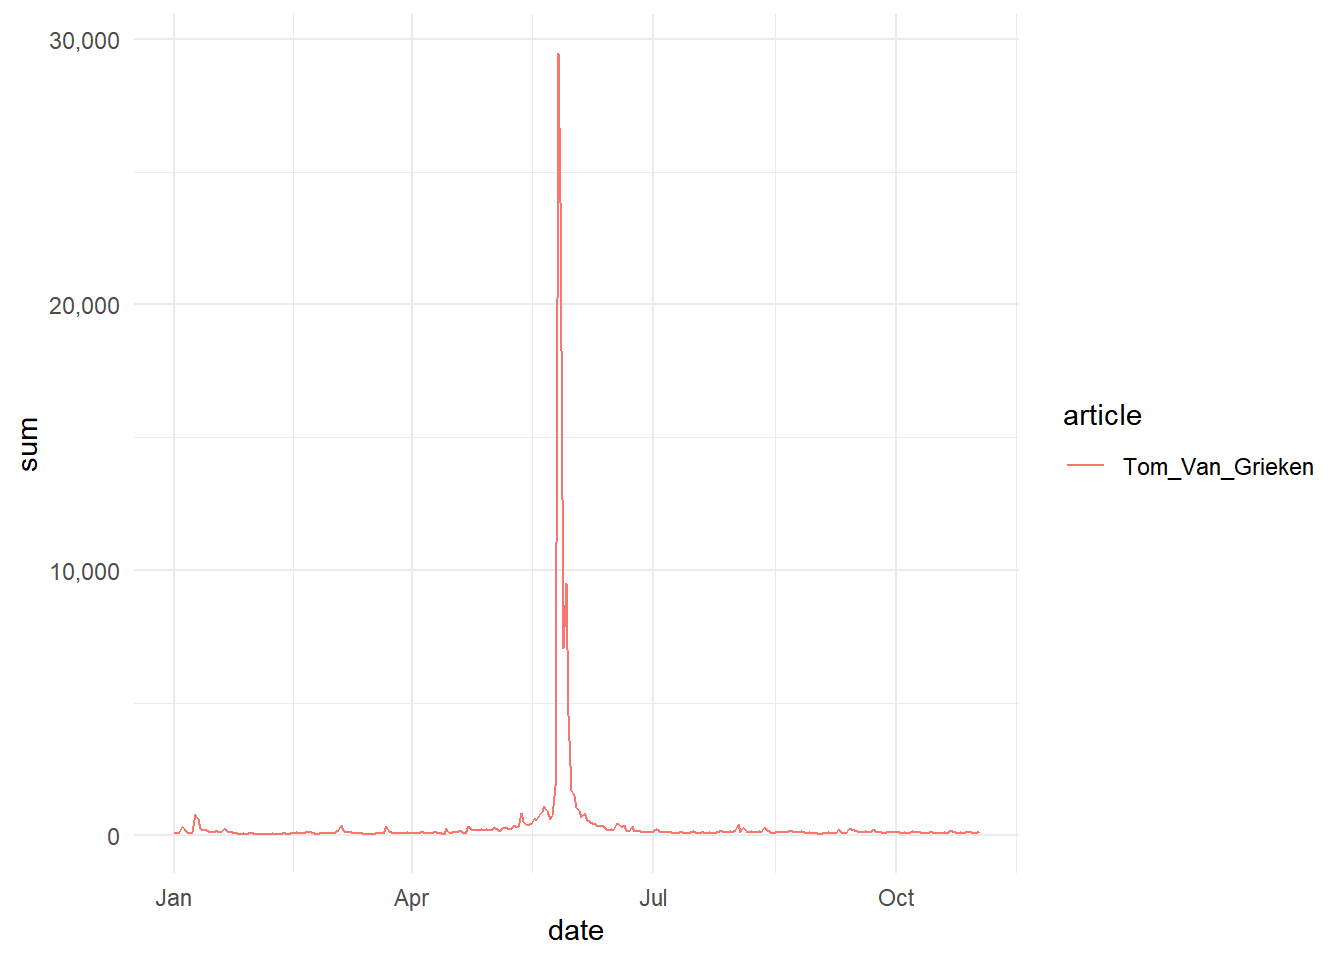 30,000
20,000
10,000
0
sum
Jan
Apr
Jul
Oct
date
article
Tom_Van_Grieken